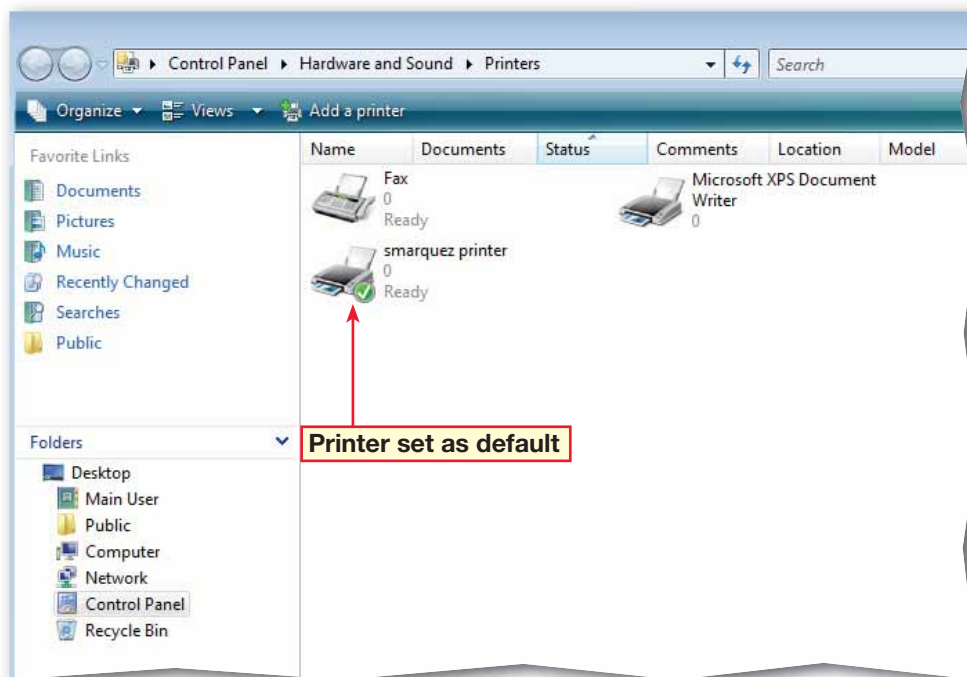 Control Panel Hardware and Sound Printers Search
Organize Views Add a printer
Favorite Links
Documents
Pictures
Music
Recently Changed
Searches
Public
Folders
Desktop
Main User
Public
Computer
Network
Control Panel
Recycle Bin
Name Documents Status Comments Location Model
Fax
0
Ready
Microsoft XPS Document
Writer
0
smarquez printer
0
Ready
Printer set as default